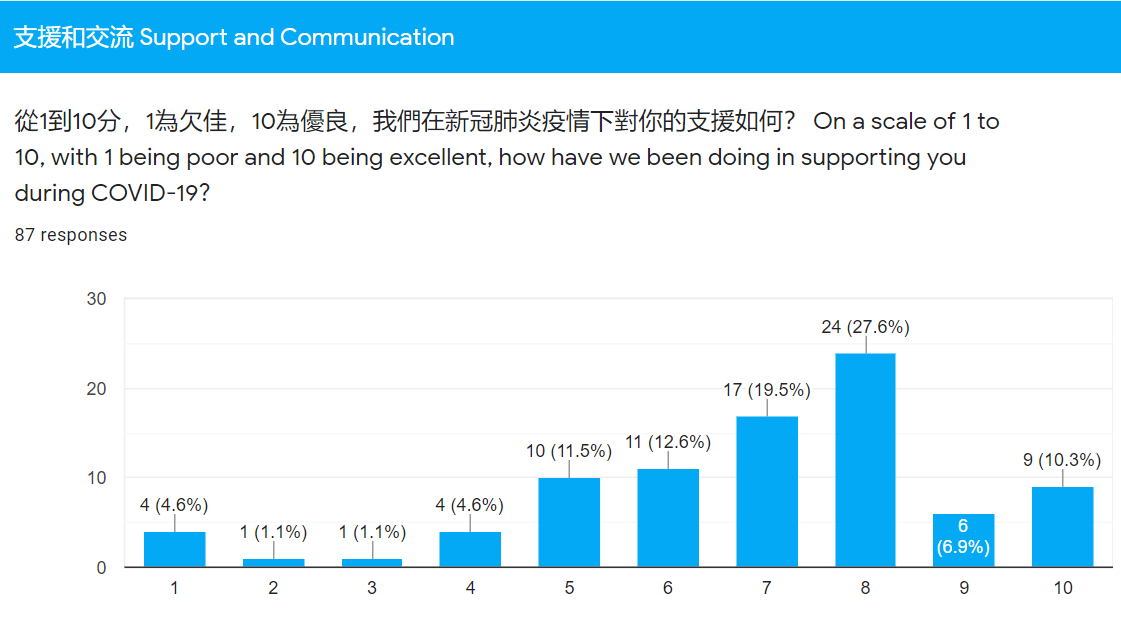 支援和交流 Support and Communication
從1到10分，1為欠佳，10為優良，我們在新冠肺炎疫情下對你的支援如何？ On a scale of 1 to
10, with 1 being poor and 10 being excellent, how have we been doing in supporting you
during COVID-19?
87 responses
30
20
10
0
4 (4.6%)
1 (1.1%)
1 (1.1%)
4 (4.6%)
10 (11.5%)
11 (12.6%)
17 (19.5%)
24 (27.6%)
6
(6.9%)
9 (10.3%)
1 2 3 4 5 6 7 8 9 10